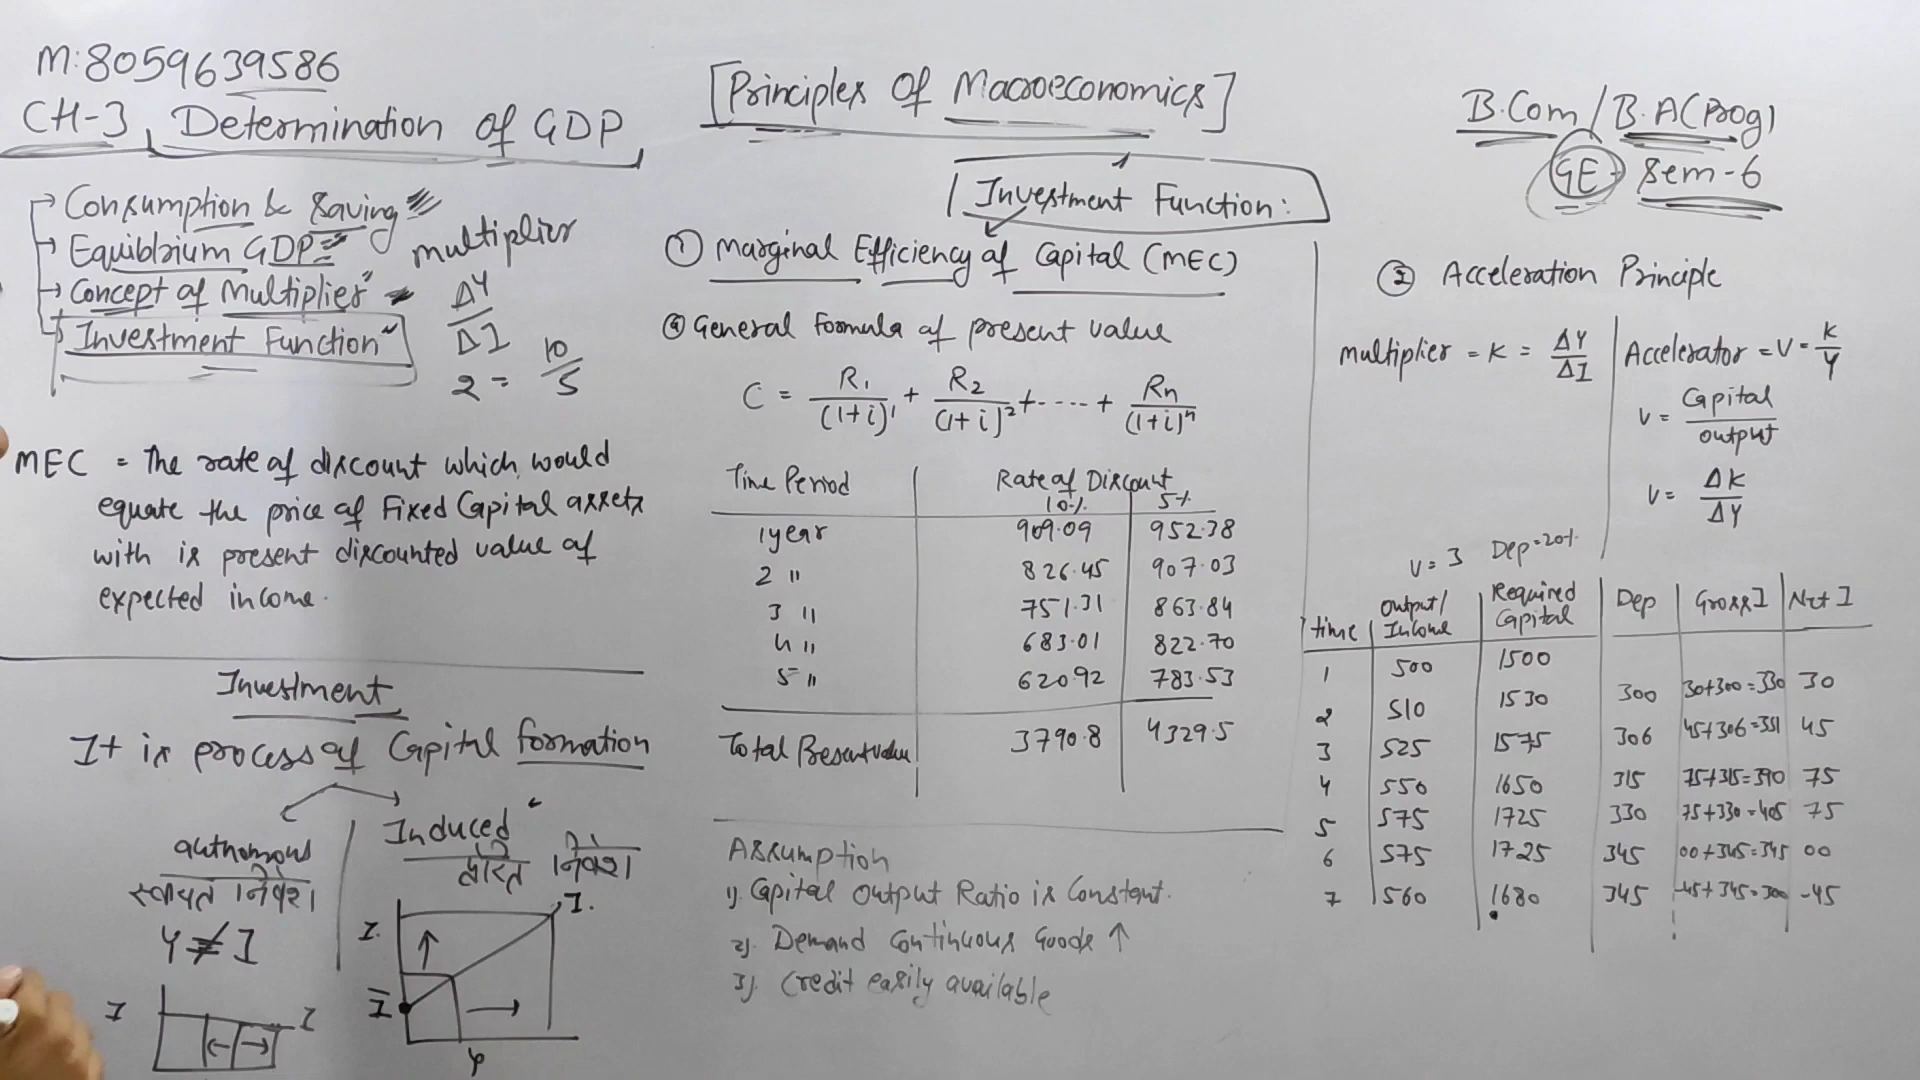 M:8059639586
CH-3, Determination of GDP
Consumption & Saving
Equiblrium GDP
Concept of Multiplier
Investment Function
multiplier
ΔY
ΔI
2 = 10/5
MEC = The rate of discount which would
equate the price of Fixed Capital assets
with is present discounted value of
expected income.
Investment
It is process of Capital formation
authomous
स्वायत निवेश
Y ≠ I
I
I
Induced
निवेश
I
I.
Ī
Y
[Principles Of Macroeconomics]
Investment Function:
① Marginal Efficiency of Capital (MEC)
@ General Formula of present value
C = R₁/(1+i)¹ + R₂/(1+i)² + ---- + Rn/(1+i)ⁿ
Time Period Rate of Discount
10% 5%
1 year 909.09 952.38
2 " 826.45 907.03
3 " 751.31 863.84
4 " 683.01 822.70
5 " 62092 783.53
Total Present value 3790.8 4329.5
Assumption
1). Capital Output Ratio is Constant.
2). Demand Continuous Goods ↑
3). Credit easily available
B.Com / B.A(Prog)
GE - Sem-6
② Acceleration Principle
multiplier = K = ΔY/ΔI
Accelerator = V = K/Y
V = Capital/output
V = ΔK/ΔY
V = 3 Dep = 20%
time Output/Income Required Capital Dep Gross I Net I
1 500 1500
2 510 1530 300 30+300=330 30
3 525 1575 306 45+306=351 45
4 550 1650 315 75+315=390 75
5 575 1725 330 75+330=405 75
6 575 1725 345 00+345=345 00
7 560 1680 345 -45+345=300 -45